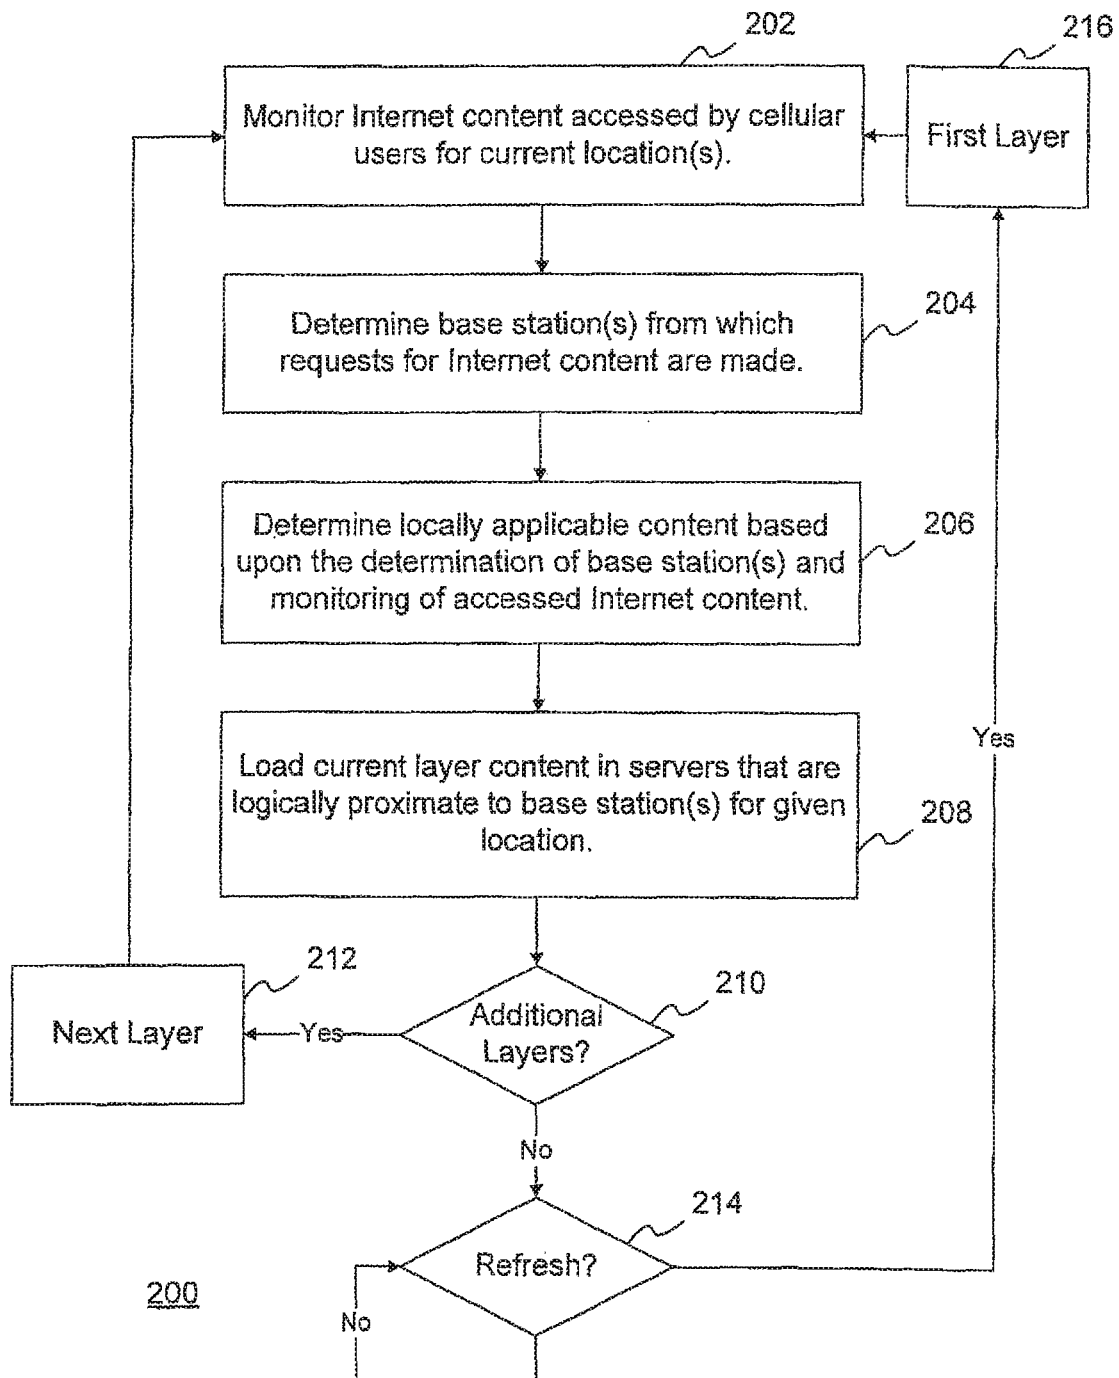 202
216
Monitor Internet content accessed by cellular
users for current location(s).
First Layer
204
Determine base station(s) from which
requests for Internet content are made.
206
Determine locally applicable content based
upon the determination of base station(s) and
monitoring of accessed Internet content.
Yes
Load current layer content in servers that are
logically proximate to base station(s) for given
location.
208
212
210
Next Layer
Yes
Additional
Layers?
No
214
Refresh?
200
No